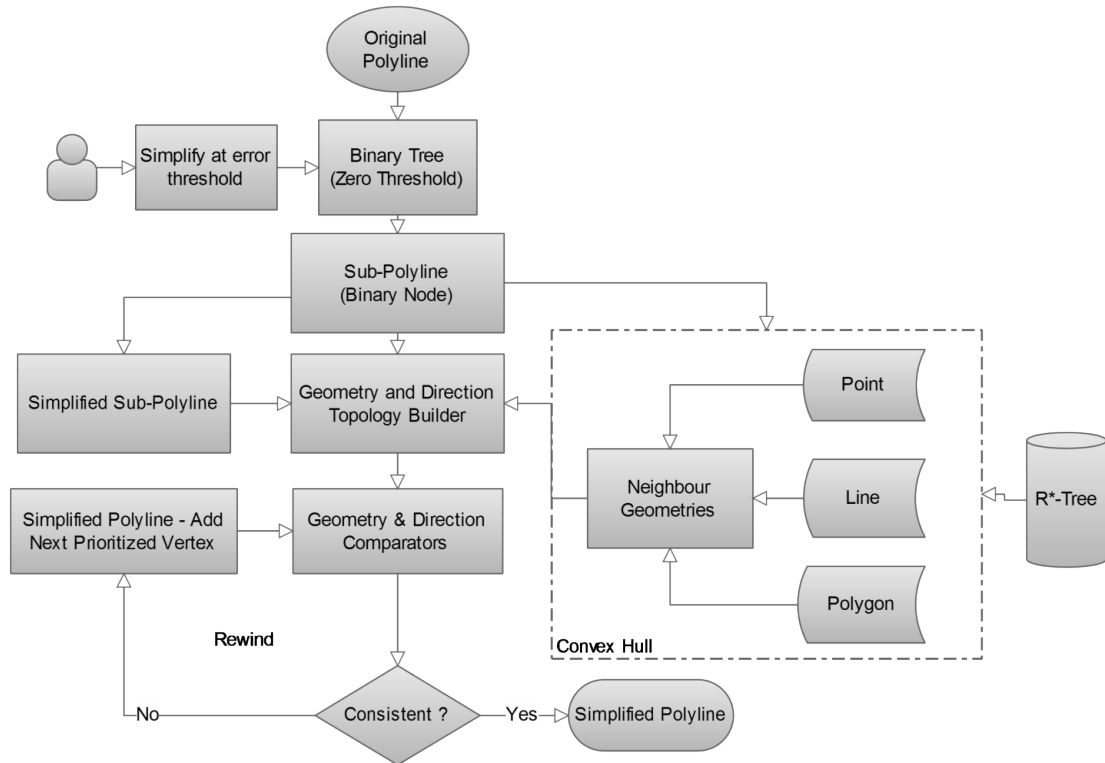 Original
Polyline
Simplify at error
threshold
Binary Tree
(Zero Threshold)
Sub-Polyline
(Binary Node)
Simplified Sub-Polyline
Geometry and Direction
Topology Builder
Point
Neighbour
Geometries
Line
R*-Tree
Polygon
Convex Hull
Simplified Polyline - Add
Next Prioritized Vertex
Geometry & Direction
Comparators
Rewind
No
Consistent ?
Yes
Simplified Polyline